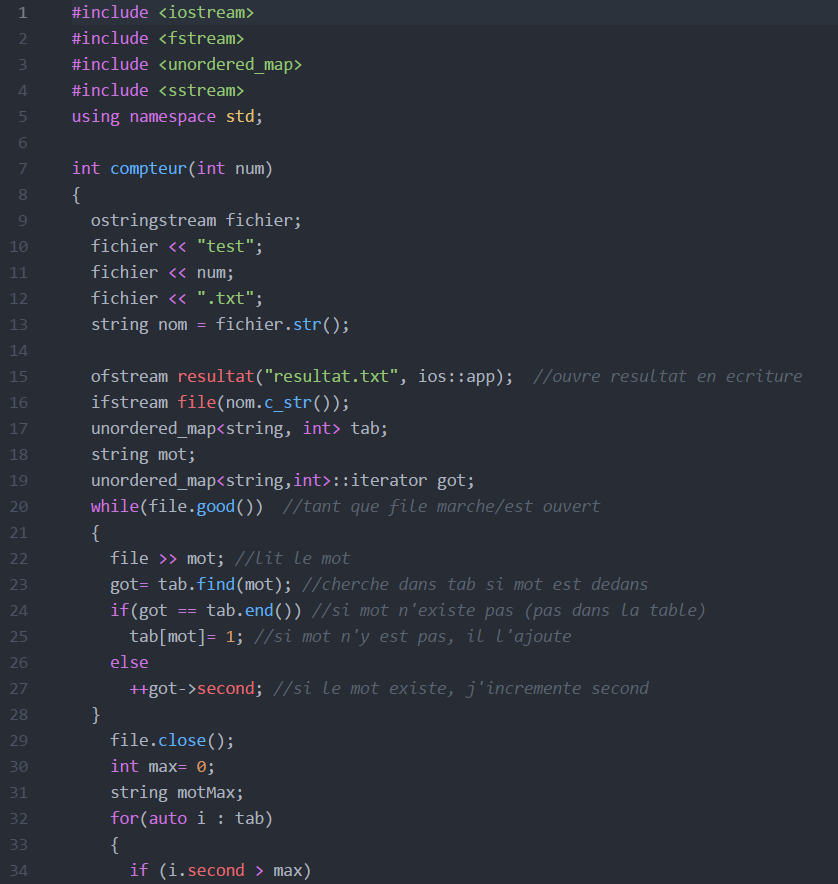 1 #include <iostream>
2 #include <fstream>
3 #include <unordered_map>
4 #include <sstream>
5 using namespace std;
6
7 int compteur(int num)
8 {
9 ostringstream fichier;
10 fichier << "test";
11 fichier << num;
12 fichier << ".txt";
13 string nom = fichier.str();
14
15 ofstream resultat("resultat.txt", ios::app); //ouvre resultat en ecriture
16 ifstream file(nom.c_str());
17 unordered_map<string, int> tab;
18 string mot;
19 unordered_map<string,int>::iterator got;
20 while(file.good()) //tant que file marche/est ouvert
21 {
22 file >> mot; //lit le mot
23 got= tab.find(mot); //cherche dans tab si mot est dedans
24 if(got == tab.end()) //si mot n'existe pas (pas dans la table)
25 tab[mot]= 1; //si mot n'y est pas, il l'ajoute
26 else
27 ++got->second; //si le mot existe, j'incremente second
28 }
29 file.close();
30 int max= 0;
31 string motMax;
32 for(auto i : tab)
33 {
34 if (i.second > max)